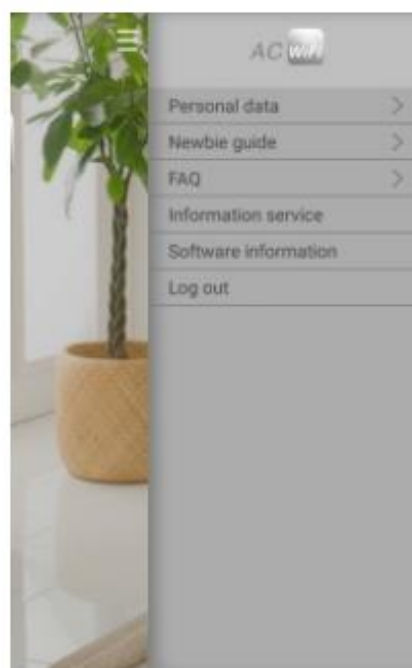 AC WiFi
Personal data
Newbie guide
FAQ
Information service
Software information
Log out